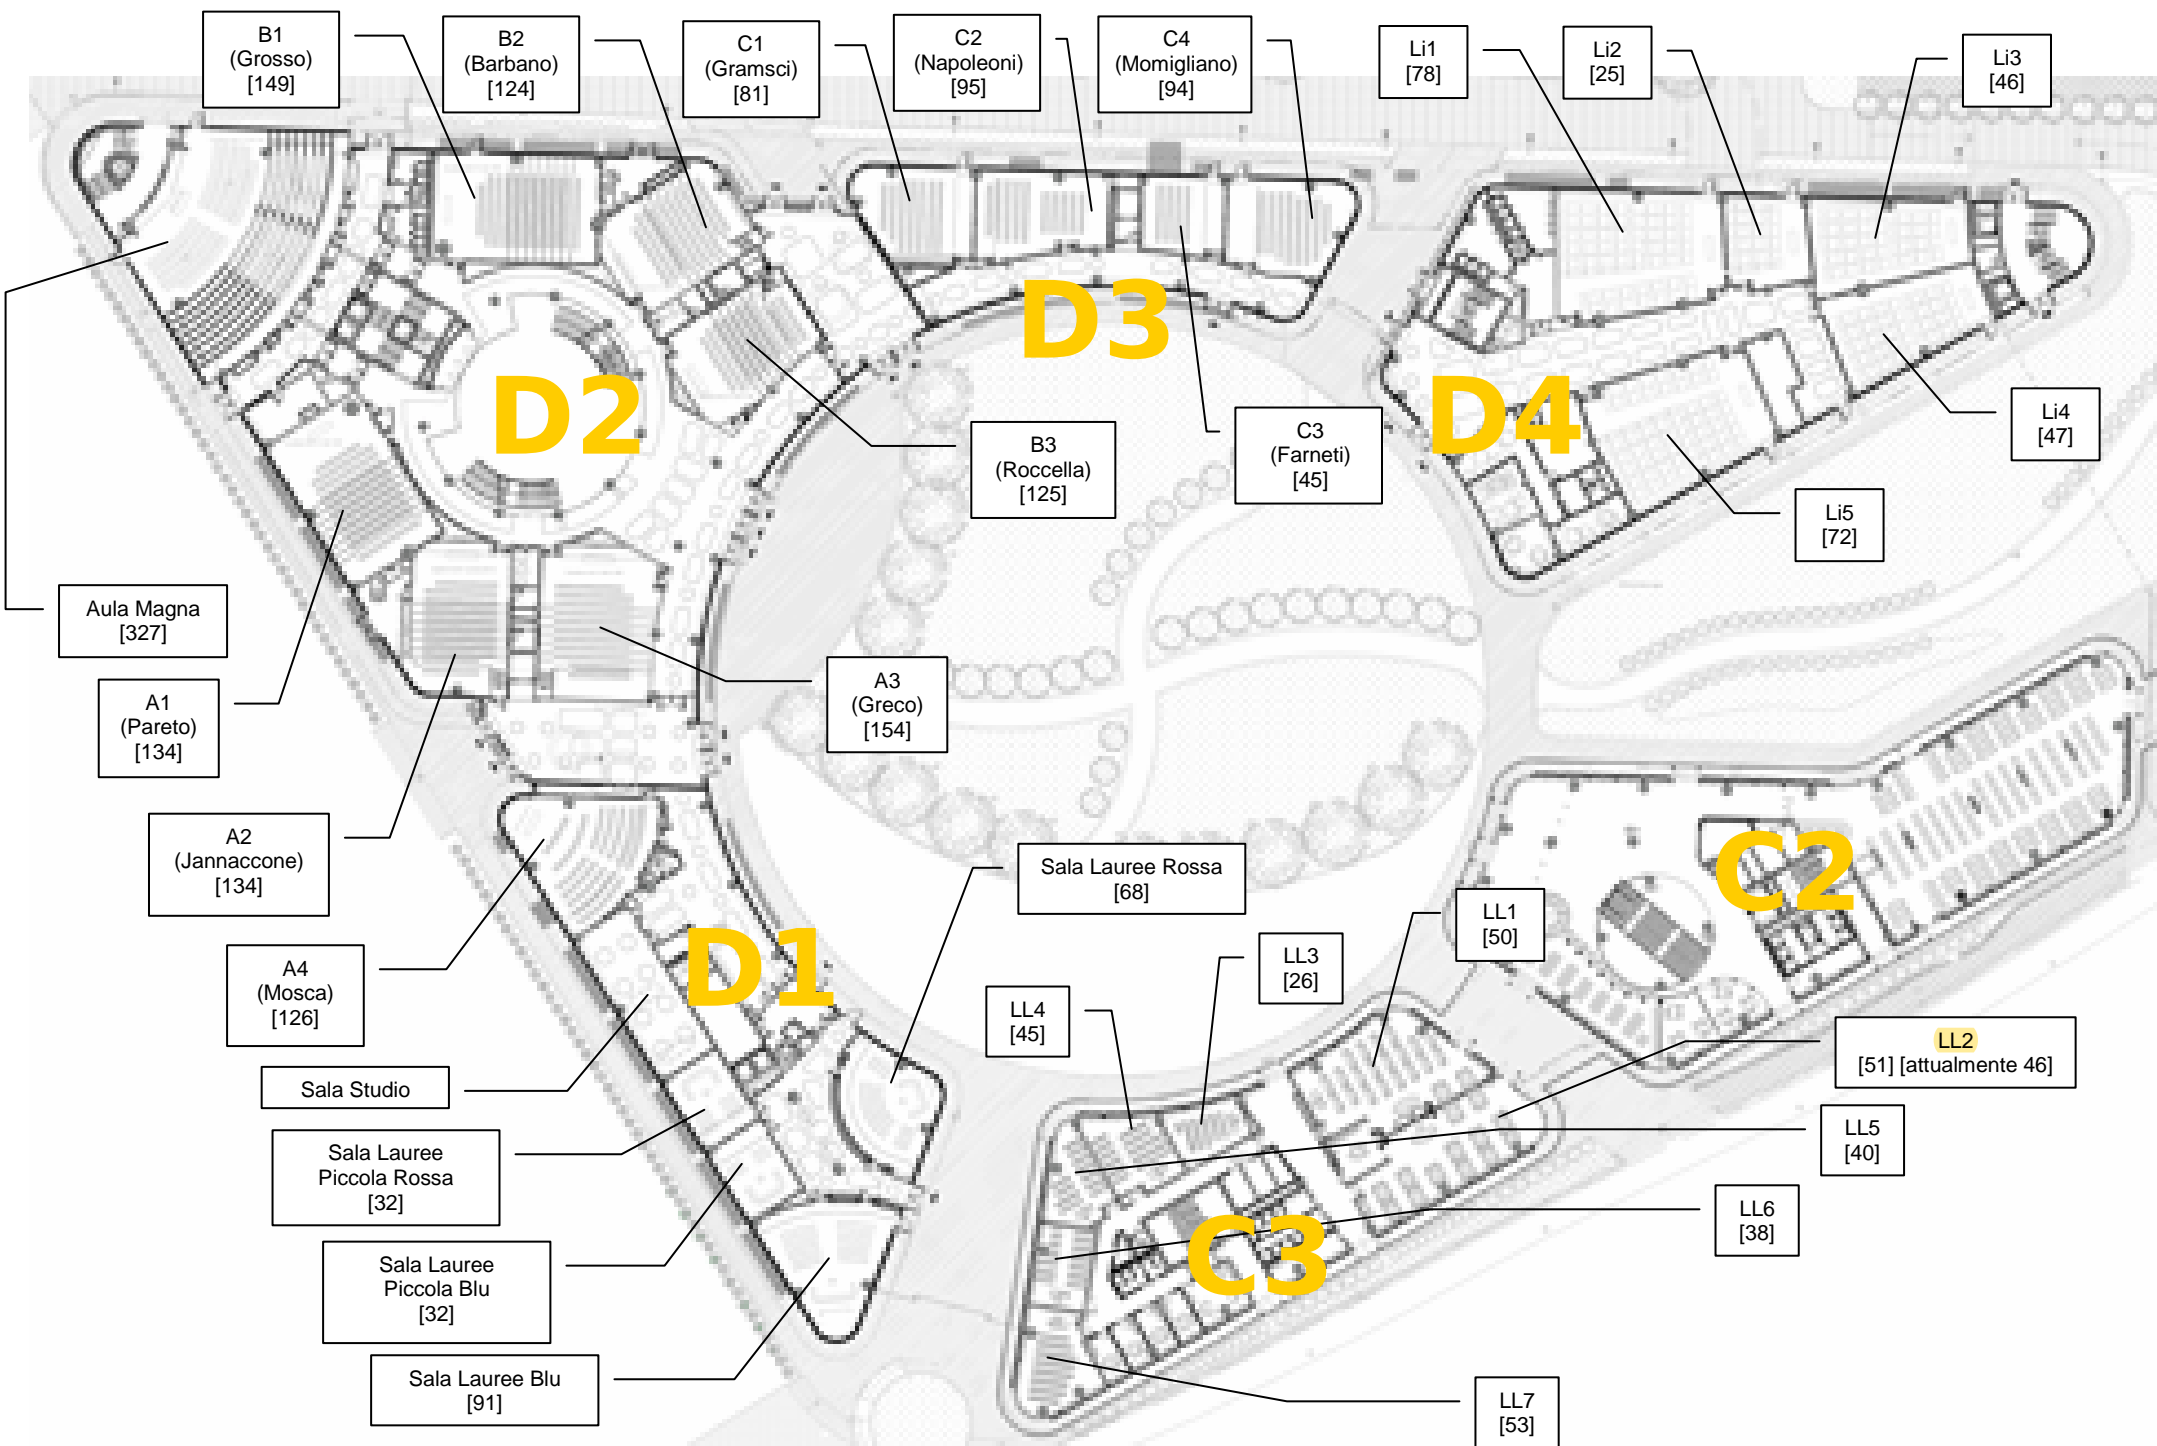 B1
(Grosso)
[149]
B2
(Barbano)
[124]
C1
(Gramsci)
[81]
C2
(Napoleoni)
[95]
C4
(Momigliano)
[94]
Li1
[78]
Li2
[25]
Li3
[46]
D3
D2
D4
Li4
[47]
B3
(Roccella)
[125]
C3
(Farneti)
[45]
Li5
[72]
Aula Magna
[327]
A1
(Pareto)
[134]
A3
(Greco)
[154]
A2
(Jannaccone)
[134]
Sala Lauree Rossa
[68]
C2
LL1
[50]
D1
A4
(Mosca)
[126]
LL3
[26]
LL4
[45]
LL2
[51] [attualmente 46]
Sala Studio
LL5
[40]
Sala Lauree
Piccola Rossa
[32]
LL6
[38]
C3
Sala Lauree
Piccola Blu
[32]
Sala Lauree Blu
[91]
LL7
[53]